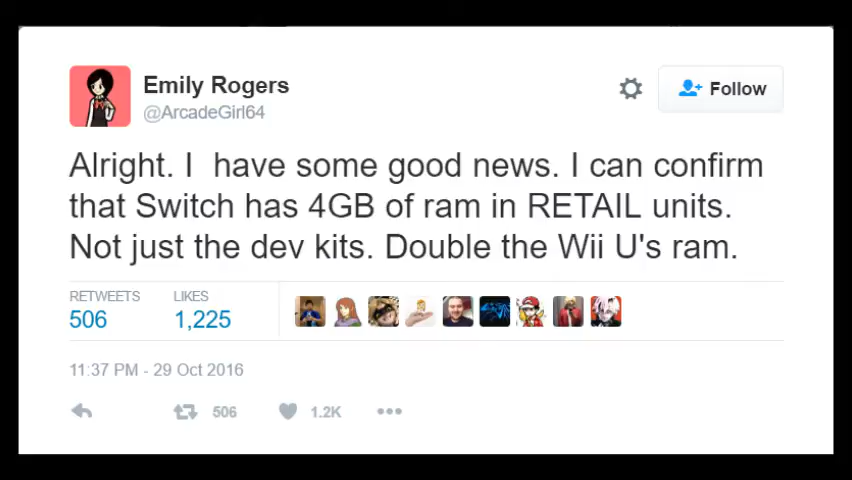 Emily Rogers
@ArcadeGirl64
Follow
Alright. I  have some good news. I can confirm
that Switch has 4GB of ram in RETAIL units.
Not just the dev kits. Double the Wii U's ram.
RETWEETS LIKES
506 1,225
11:37 PM - 29 Oct 2016
506 1.2K